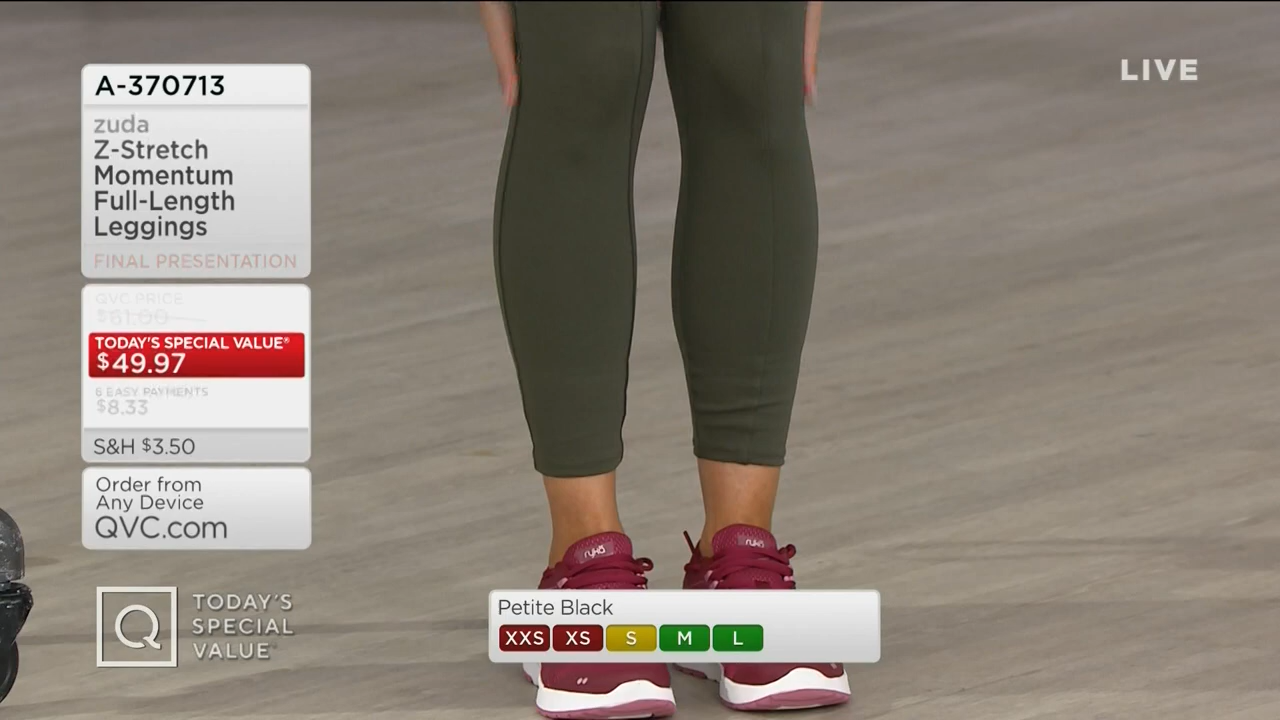 A-370713
zuda
Z-Stretch
Momentum
Full-Length
Leggings
FINAL PRESENTATION
QVC PRICE
$61.00
TODAY'S SPECIAL VALUE®
$49.97
6 EASY PAYMENTS
$8.33
S&H $3.50
Order from
Any Device
QVC.com
Q
TODAY'S
SPECIAL
VALUE
LIVE
ryka
ryka
Petite Black
XXS XS S M L